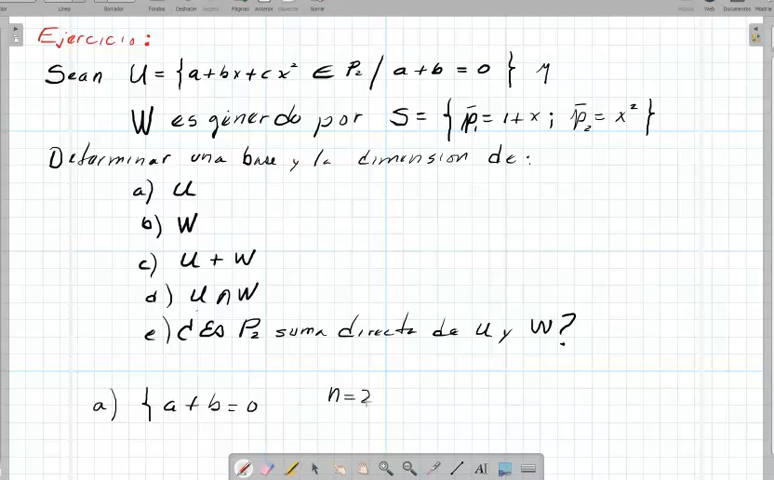 Ejercicio:
Sean U = {a+bx+cx² ∈ P₂ / a+b = 0} y
W es generdo por S = { p̄₁ = 1+x ; p̄₂ = x² }
Determinar una base y la dimension de:
a) U
b) W
c) U + W
d) U ∩ W
e) ¿Es P₂ suma directa de U y W?
a) { a + b = 0 n = 2